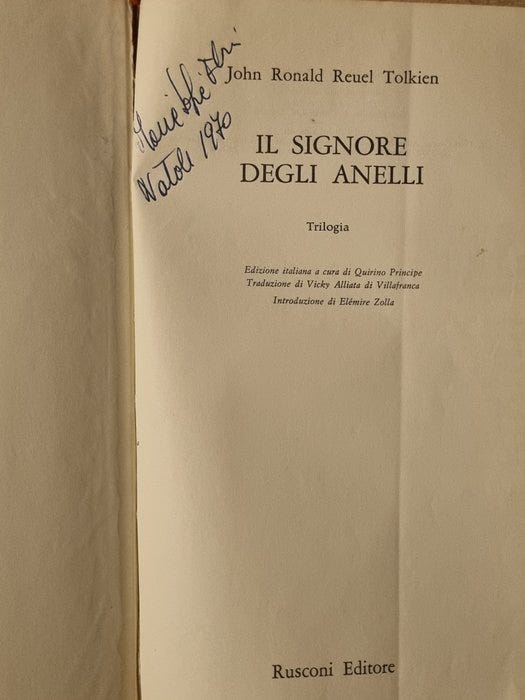 Natale 1970
John Ronald Reuel Tolkien
IL SIGNORE
DEGLI ANELLI
Trilogia
Edizione italiana a cura di Quirino Principe
Traduzione di Vicky Alliata di Villafranca
Introduzione di Elémire Zolla
Rusconi Editore